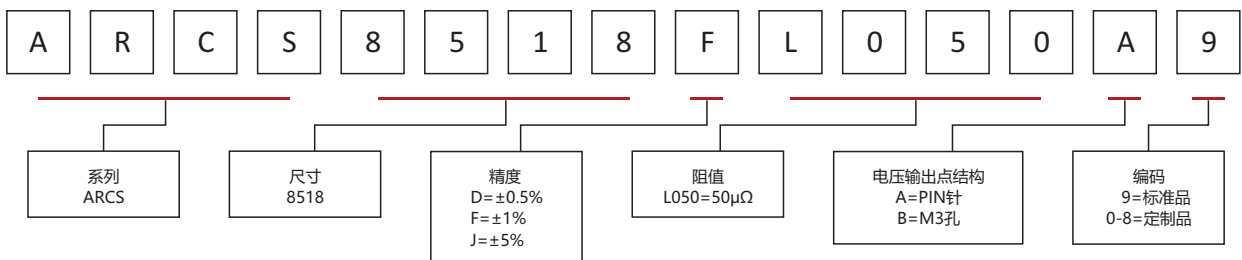 A R C S 8 5 1 8 F L 0 5 0 A 9
系列
ARCS
尺寸
8518
精度
D=±0.5%
F=±1%
J=±5%
阻值
L050=50μΩ
电压输出点结构
A=PIN针
B=M3孔
编码
9=标准品
0-8=定制品